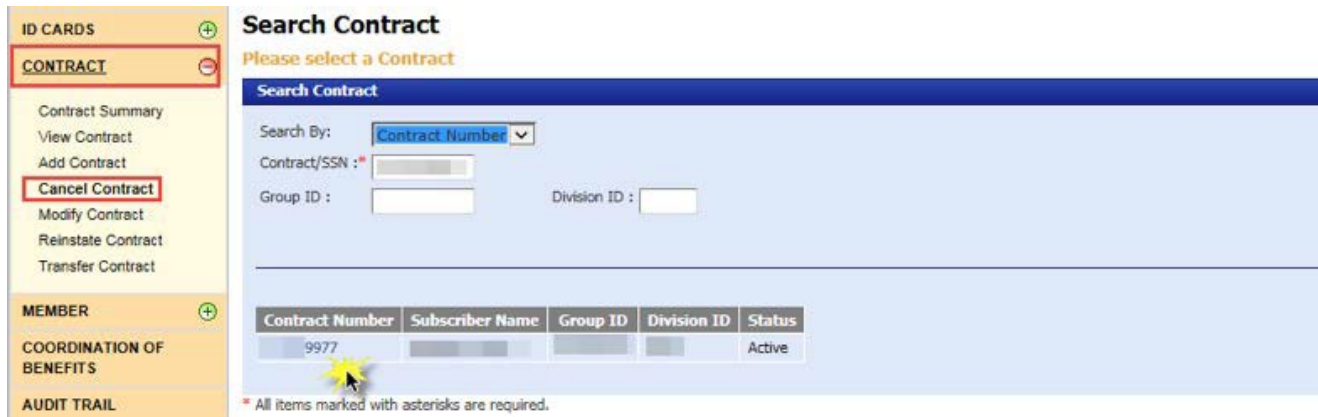 ID CARDS
CONTRACT
Contract Summary
View Contract
Add Contract
Cancel Contract
Modify Contract
Reinstate Contract
Transfer Contract
MEMBER
COORDINATION OF
BENEFITS
AUDIT TRAIL
Search Contract
Please select a Contract
Search Contract
Search By: Contract Number
Contract/SSN :*
Group ID : Division ID :
Contract Number Subscriber Name Group ID Division ID Status
9977 Active
* All items marked with asterisks are required.